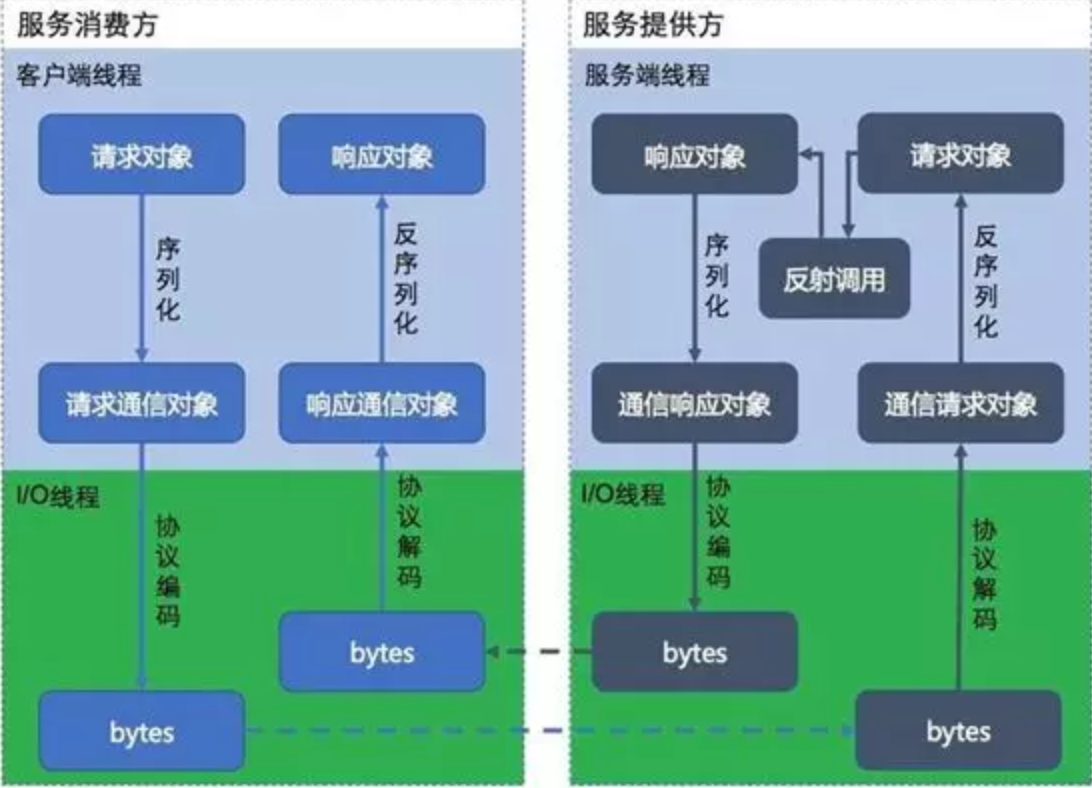 服务消费方
客户端线程
请求对象
响应对象
序列化
反序列化
请求通信对象
响应通信对象
I/O线程
协议编码
协议解码
bytes
bytes
服务提供方
服务端线程
响应对象
请求对象
反射调用
序列化
反序列化
通信响应对象
通信请求对象
I/O线程
协议编码
协议解码
bytes
bytes